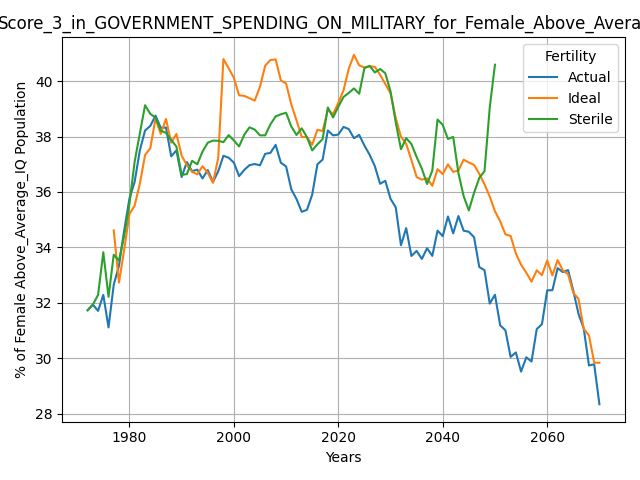 Score_3_in_GOVERNMENT_SPENDING_ON_MILITARY_for_Female_Above_Avera
% of Female Above_Average_IQ Population
40
38
36
34
32
30
28
Fertility
Actual
Ideal
Sterile
1980
2000
2020
2040
2060
Years